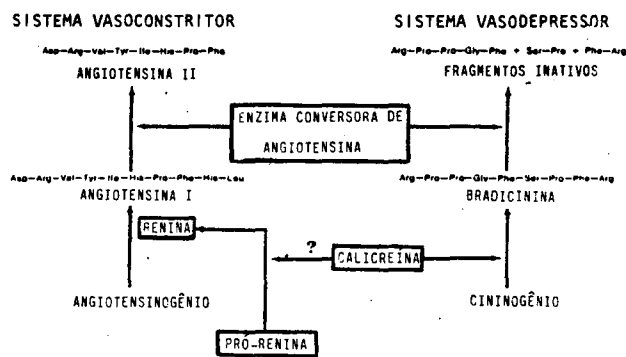 SISTEMA VASOCONSTRITOR
SISTEMA VASODEPRESSOR
Asp-Arg-Val-Tyr-Ile-His-Pro-Phe
ANGIOTENSINA II
Arg-Pro-Pro-Gly-Phe + Ser-Pro + Phe-Arg
FRAGMENTOS INATIVOS
ENZIMA CONVERSORA DE
ANGIOTENSINA
Asp-Arg-Val-Tyr-Ile-His-Pro-Phe-His-Leu
ANGIOTENSINA I
Arg-Pro-Pro-Gly-Phe-Ser-Pro-Phe-Arg
BRADICININA
RENINA
?
CALICREÍNA
ANGIOTENSINOGÊNIO
CININOGÊNIO
PRÓ-RENINA